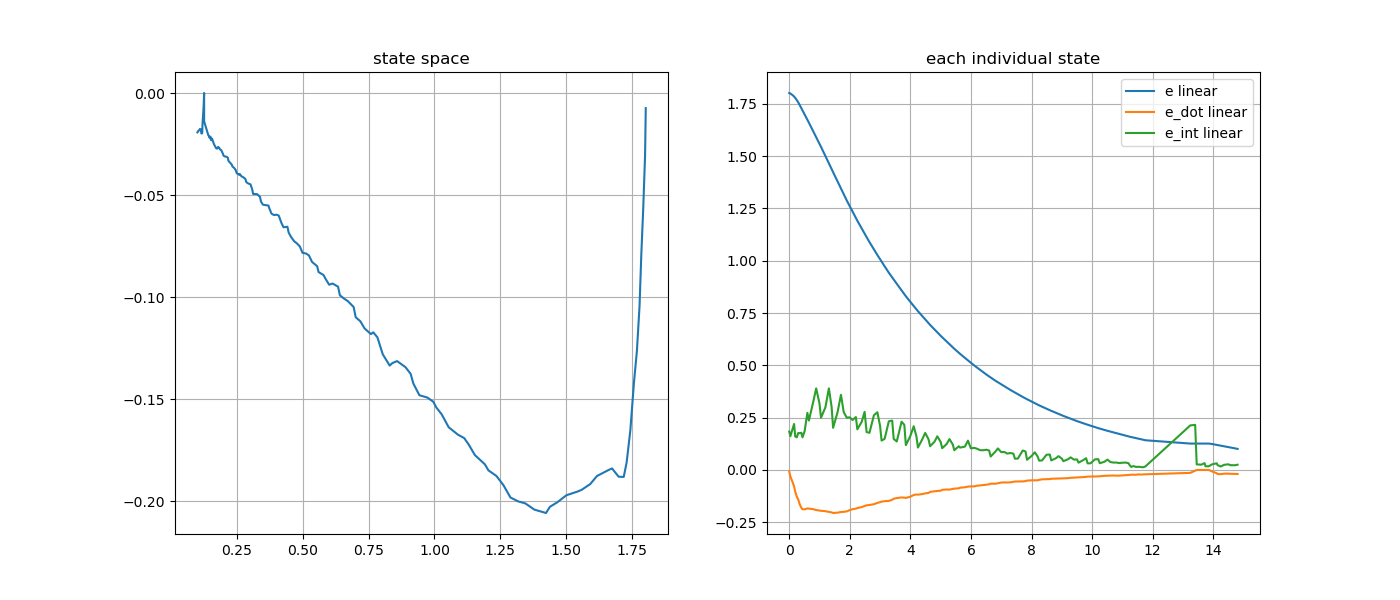 state space
0.00
−0.05
−0.10
−0.15
−0.20
0.25 0.50 0.75 1.00 1.25 1.50 1.75
each individual state
e linear
e_dot linear
e_int linear
1.75
1.50
1.25
1.00
0.75
0.50
0.25
0.00
−0.25
0 2 4 6 8 10 12 14